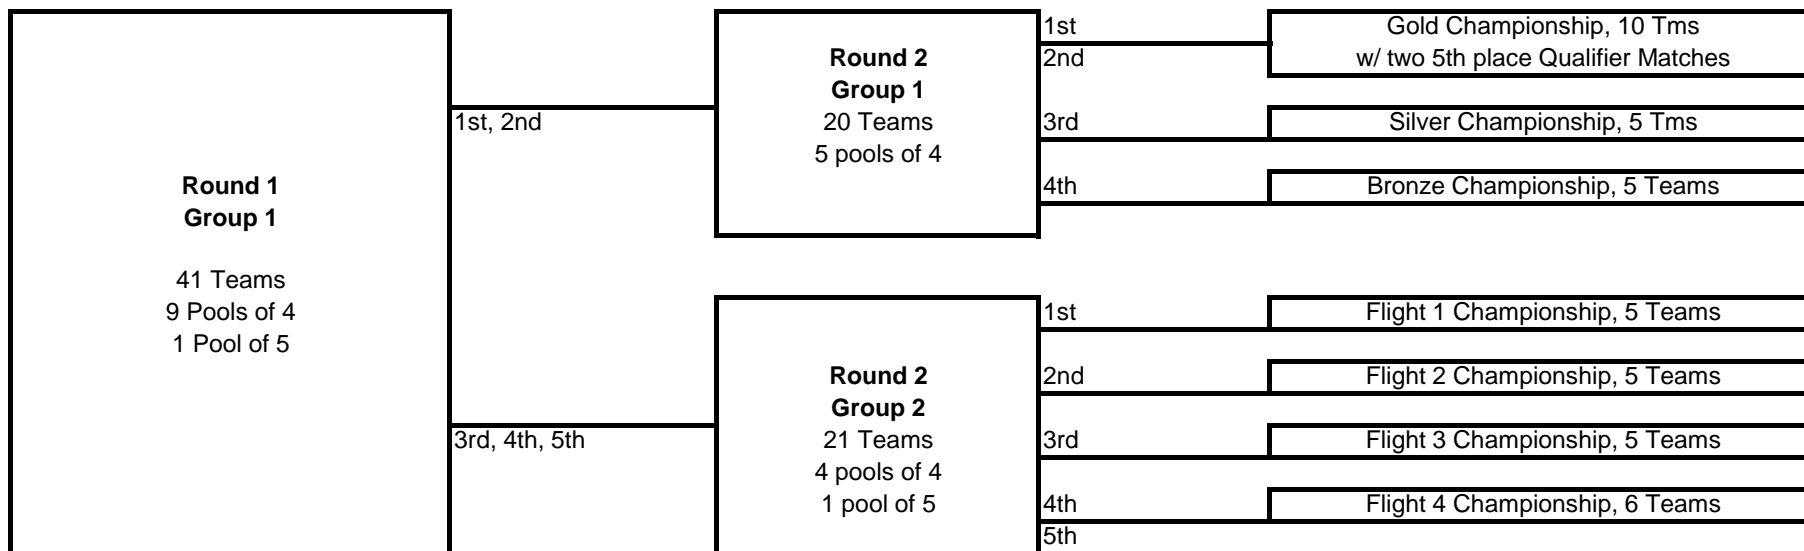 Round 1
Group 1
41 Teams
9 Pools of 4
1 Pool of 5
1st, 2nd
3rd, 4th, 5th
Round 2
Group 1
20 Teams
5 pools of 4
1st
2nd
3rd
4th
Gold Championship, 10 Tms
w/ two 5th place Qualifier Matches
Silver Championship, 5 Tms
Bronze Championship, 5 Teams
Round 2
Group 2
21 Teams
4 pools of 4
1 pool of 5
1st
2nd
3rd
4th
5th
Flight 1 Championship, 5 Teams
Flight 2 Championship, 5 Teams
Flight 3 Championship, 5 Teams
Flight 4 Championship, 6 Teams